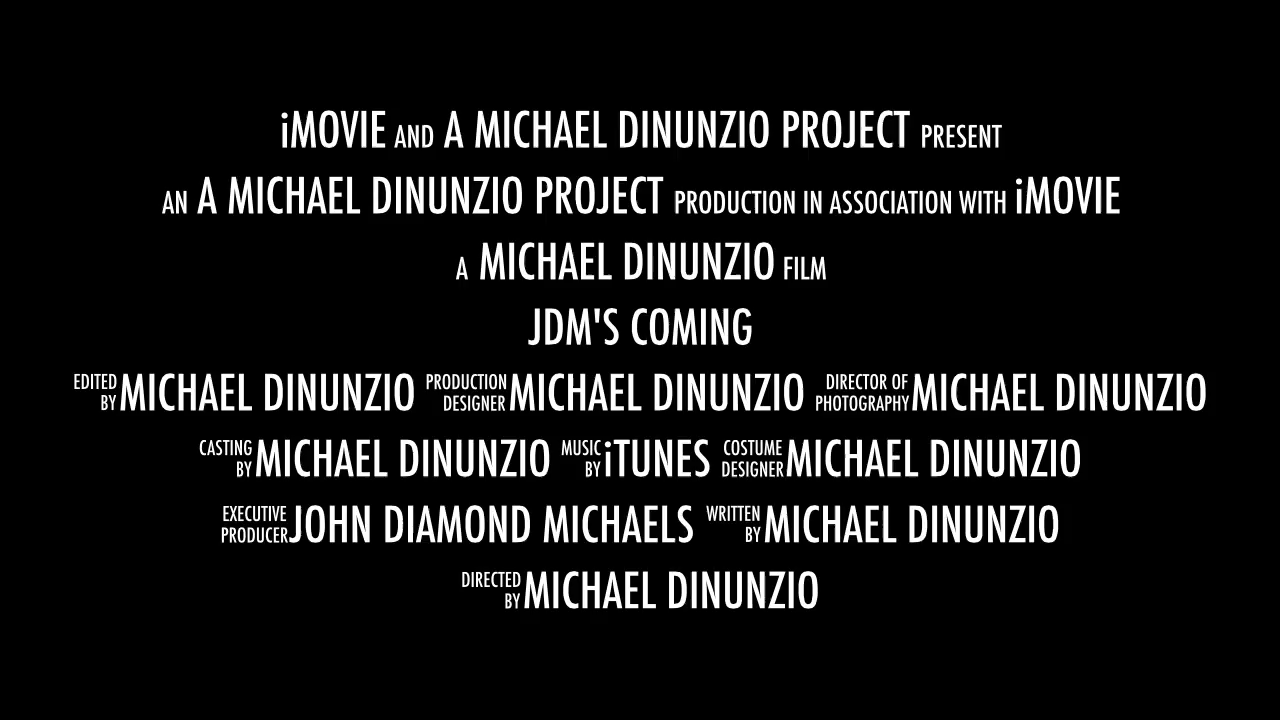 iMOVIE AND A MICHAEL DINUNZIO PROJECT PRESENT
AN A MICHAEL DINUNZIO PROJECT PRODUCTION IN ASSOCIATION WITH iMOVIE
A MICHAEL DINUNZIO FILM
JDM'S COMING
EDITED BY MICHAEL DINUNZIO PRODUCTION DESIGNER MICHAEL DINUNZIO DIRECTOR OF PHOTOGRAPHY MICHAEL DINUNZIO
CASTING BY MICHAEL DINUNZIO MUSIC BY iTUNES COSTUME DESIGNER MICHAEL DINUNZIO
EXECUTIVE PRODUCER JOHN DIAMOND MICHAELS WRITTEN BY MICHAEL DINUNZIO
DIRECTED BY MICHAEL DINUNZIO